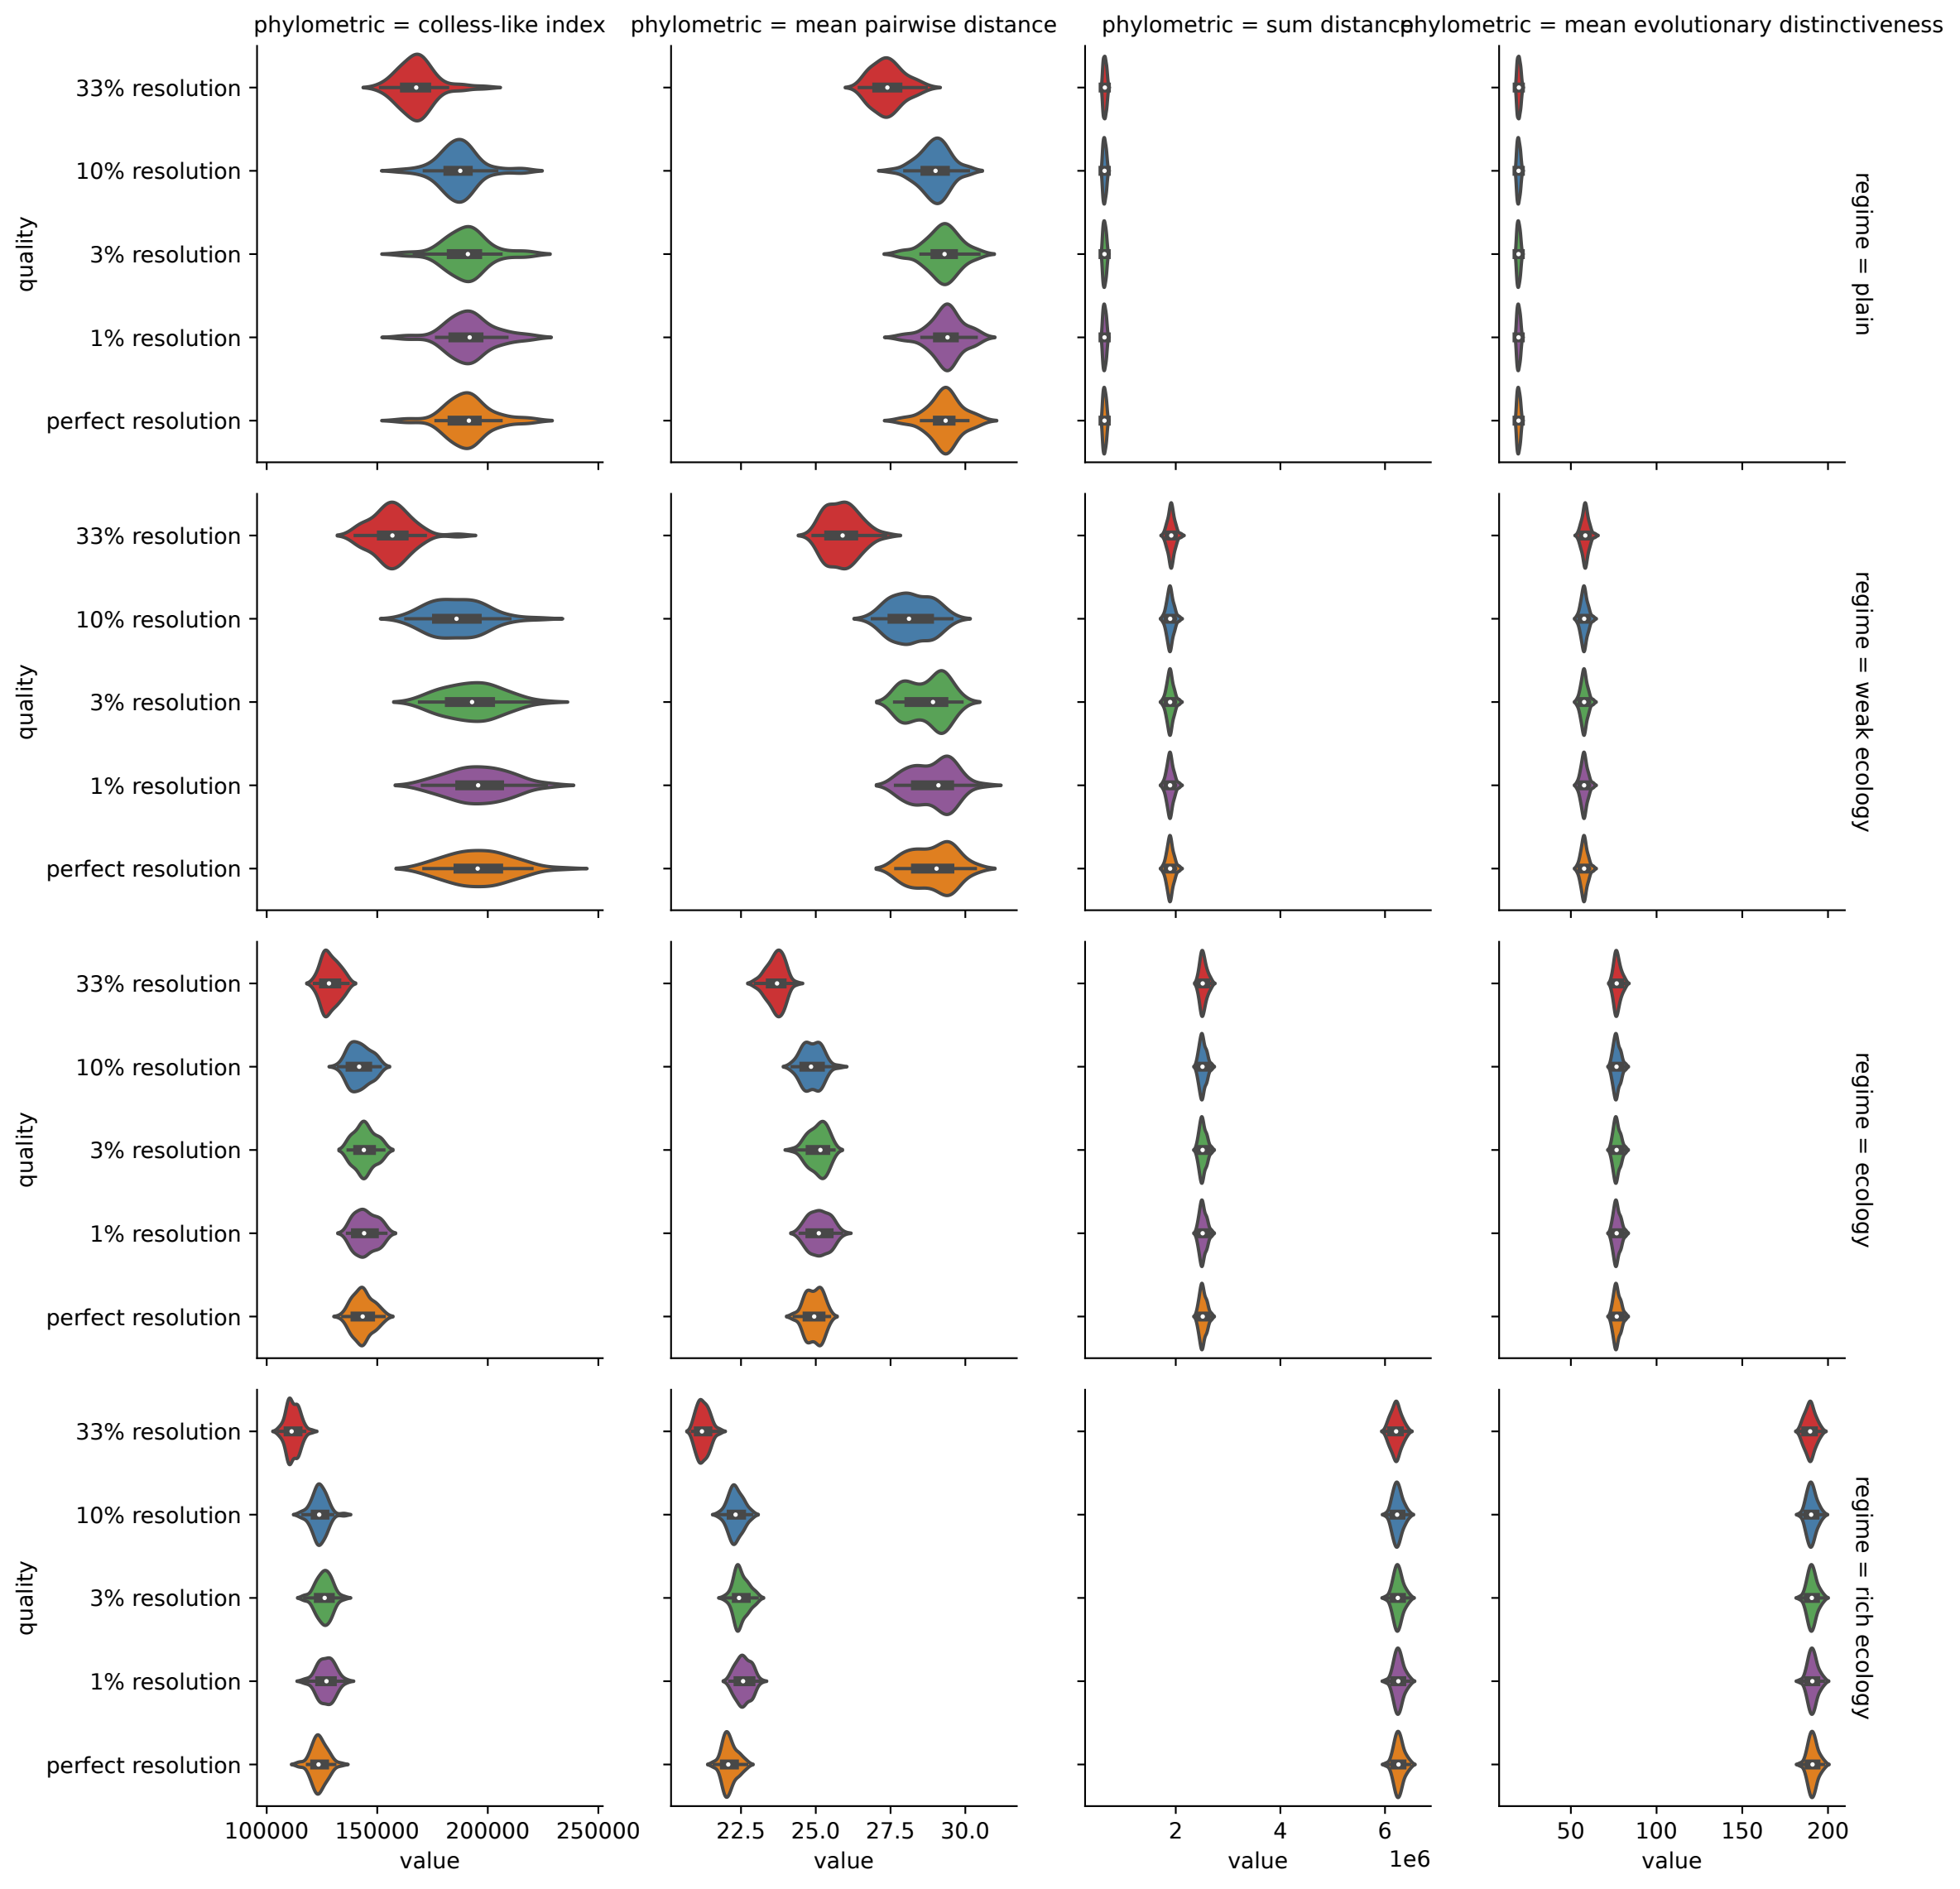 phylometric = colless-like index
phylometric = mean pairwise distance
phylometric = sum distance
phylometric = mean evolutionary distinctiveness
quality
33% resolution
10% resolution
3% resolution
1% resolution
perfect resolution
regime = plain
quality
33% resolution
10% resolution
3% resolution
1% resolution
perfect resolution
regime = weak ecology
quality
33% resolution
10% resolution
3% resolution
1% resolution
perfect resolution
regime = ecology
quality
33% resolution
10% resolution
3% resolution
1% resolution
perfect resolution
regime = rich ecology
100000 150000 200000 250000
value
22.5 25.0 27.5 30.0
value
2 4 6
value
1e6
50 100 150 200
value